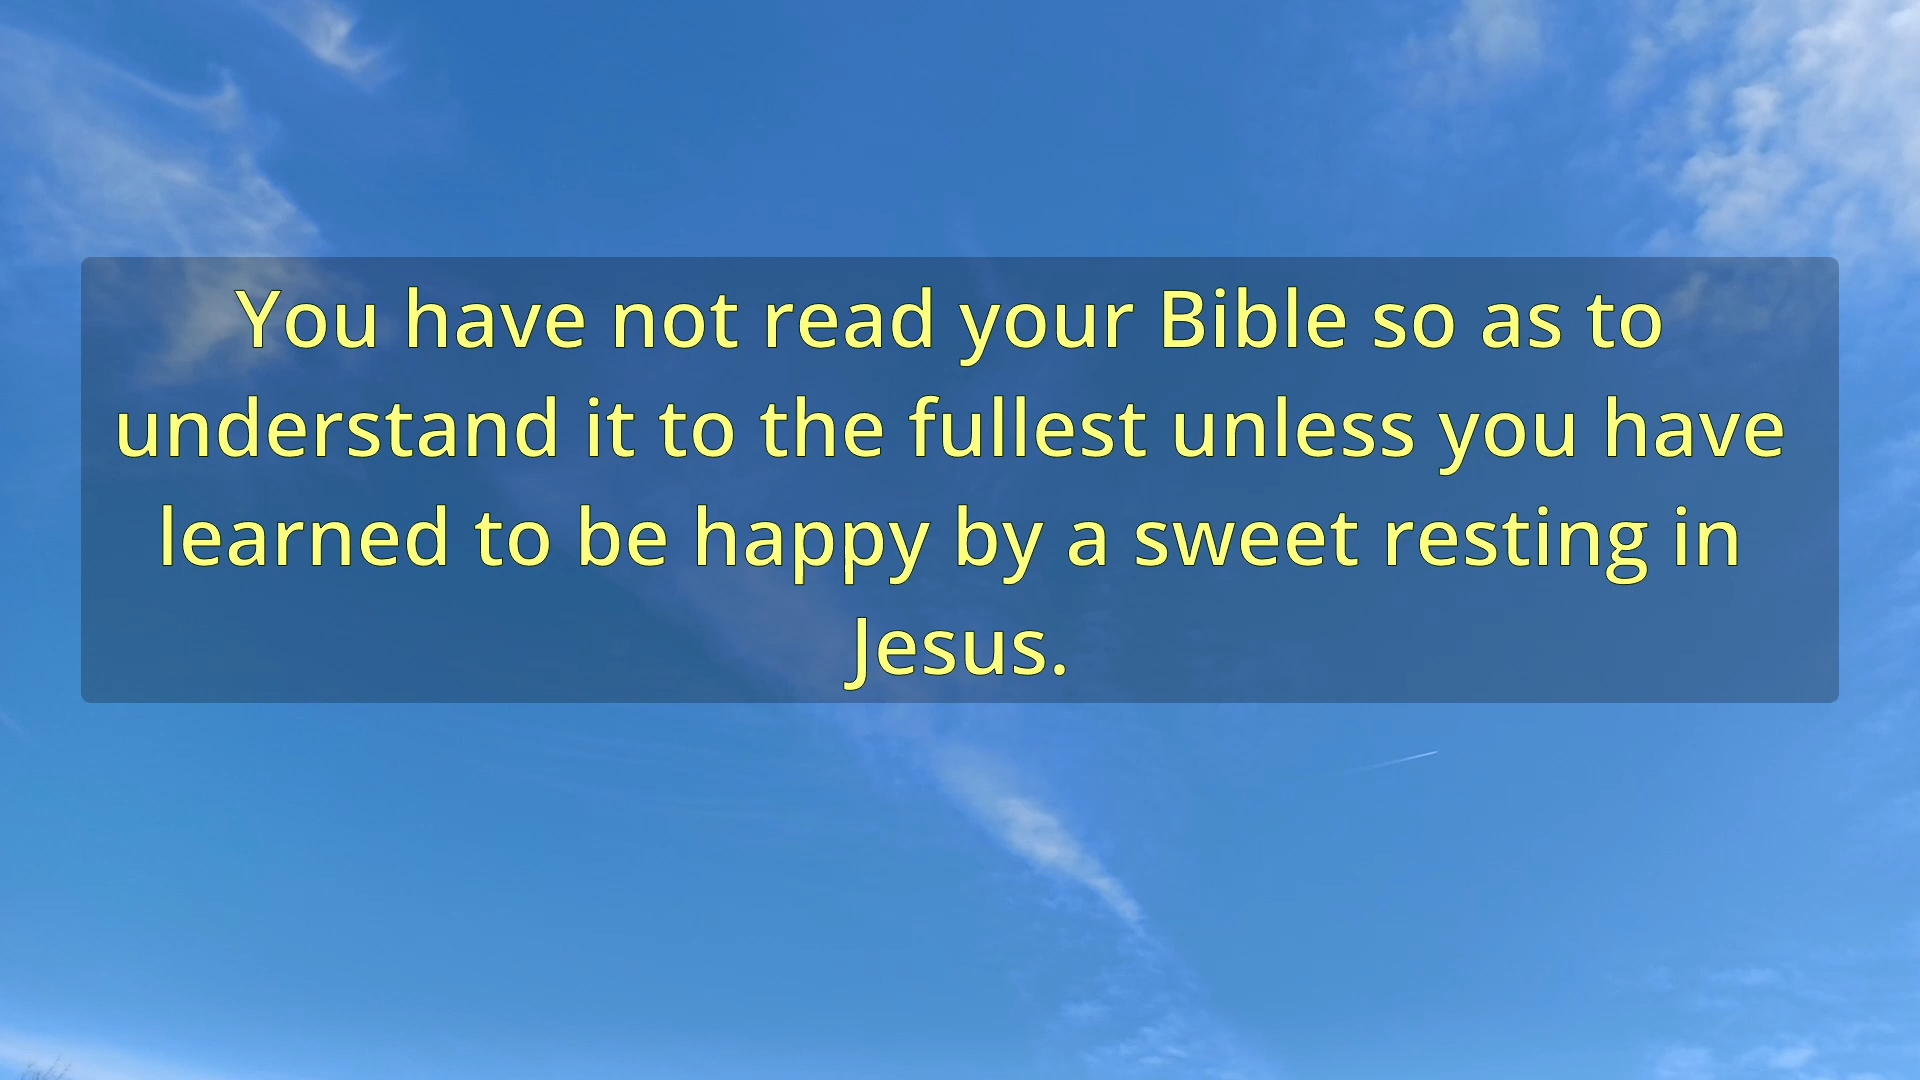 You have not read your Bible so as to
understand it to the fullest unless you have
learned to be happy by a sweet resting in
Jesus.